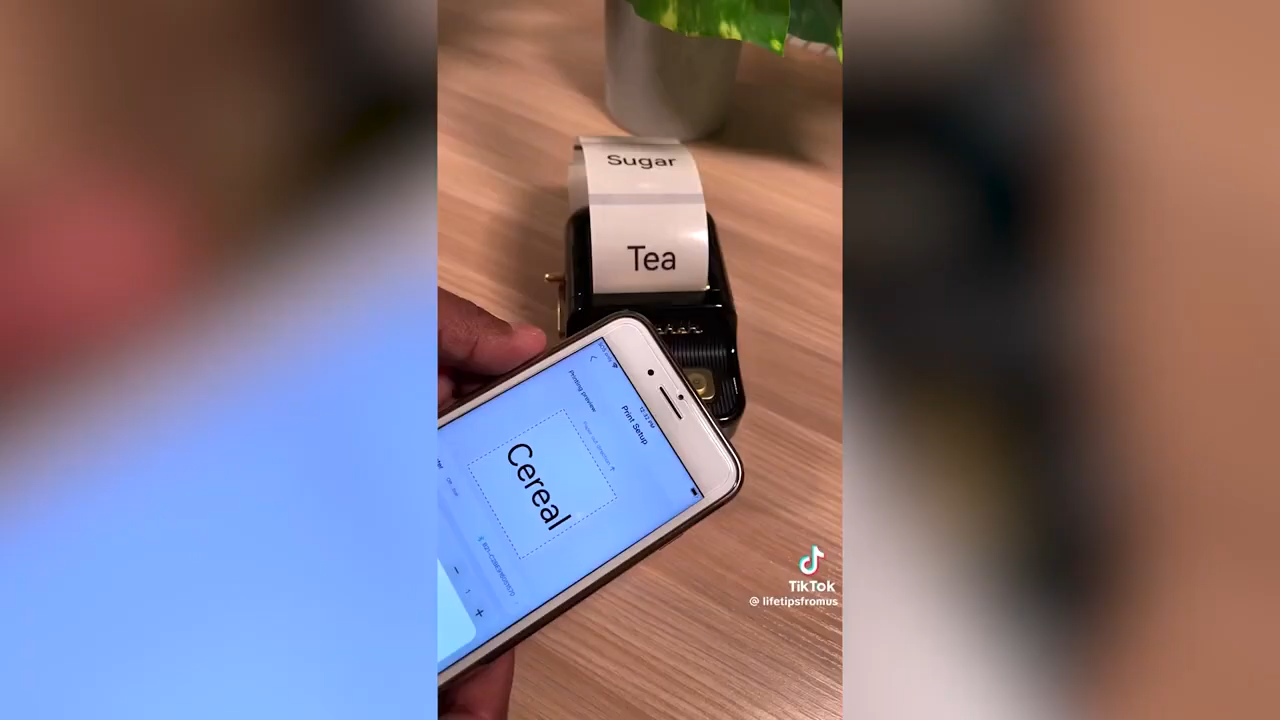 Sugar
Tea
Print Setup
Printing preview
Cereal
TikTok
@ lifetipsfromus